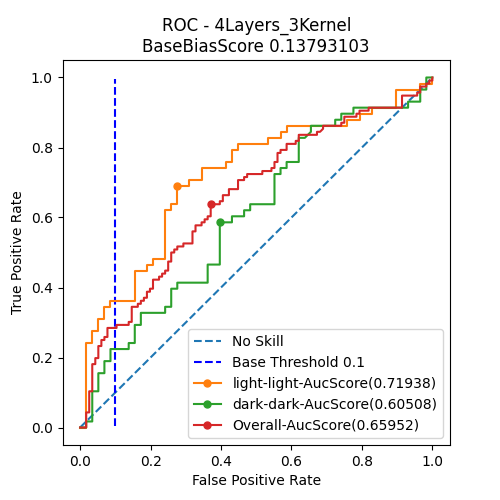 ROC - 4Layers_3Kernel
BaseBiasScore 0.13793103
True Positive Rate
1.0
0.8
0.6
0.4
0.2
0.0
No Skill
Base Threshold 0.1
light-light-AucScore(0.71938)
dark-dark-AucScore(0.60508)
Overall-AucScore(0.65952)
0.0 0.2 0.4 0.6 0.8 1.0
False Positive Rate